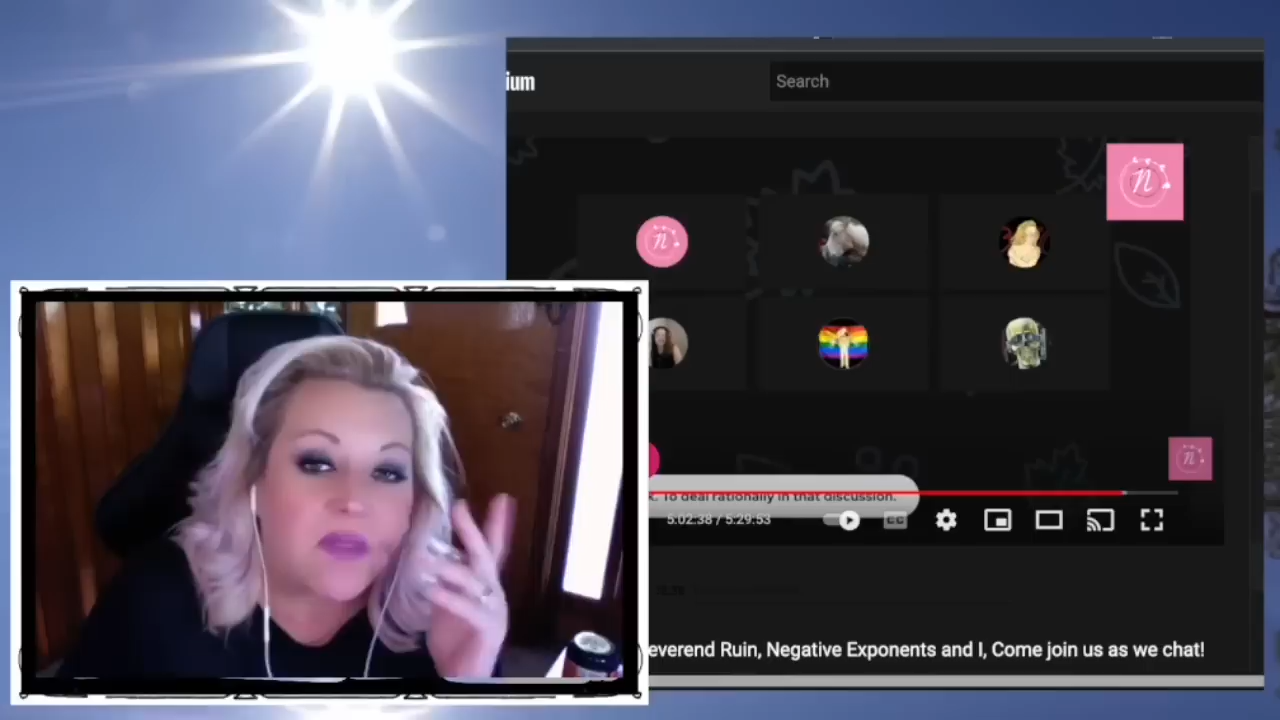 ium
Search
n
n
n
k. To deal rationally in that discussion.
5:02:38 / 5:29:53
CC
everend Ruin, Negative Exponents and I, Come join us as we chat!